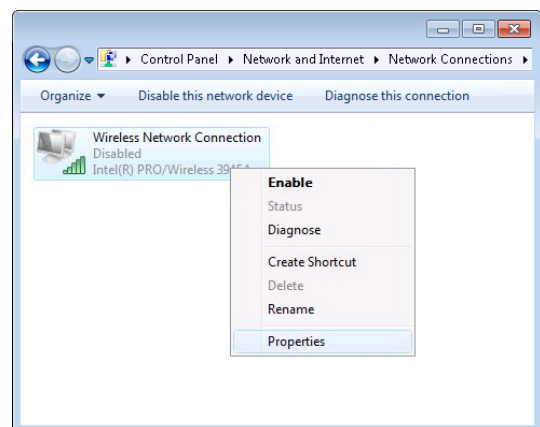 Control Panel ▸ Network and Internet ▸ Network Connections ▸
Organize ▾ Disable this network device Diagnose this connection
Wireless Network Connection
Disabled
Intel(R) PRO/Wireless
Enable
Status
Diagnose
Create Shortcut
Delete
Rename
Properties